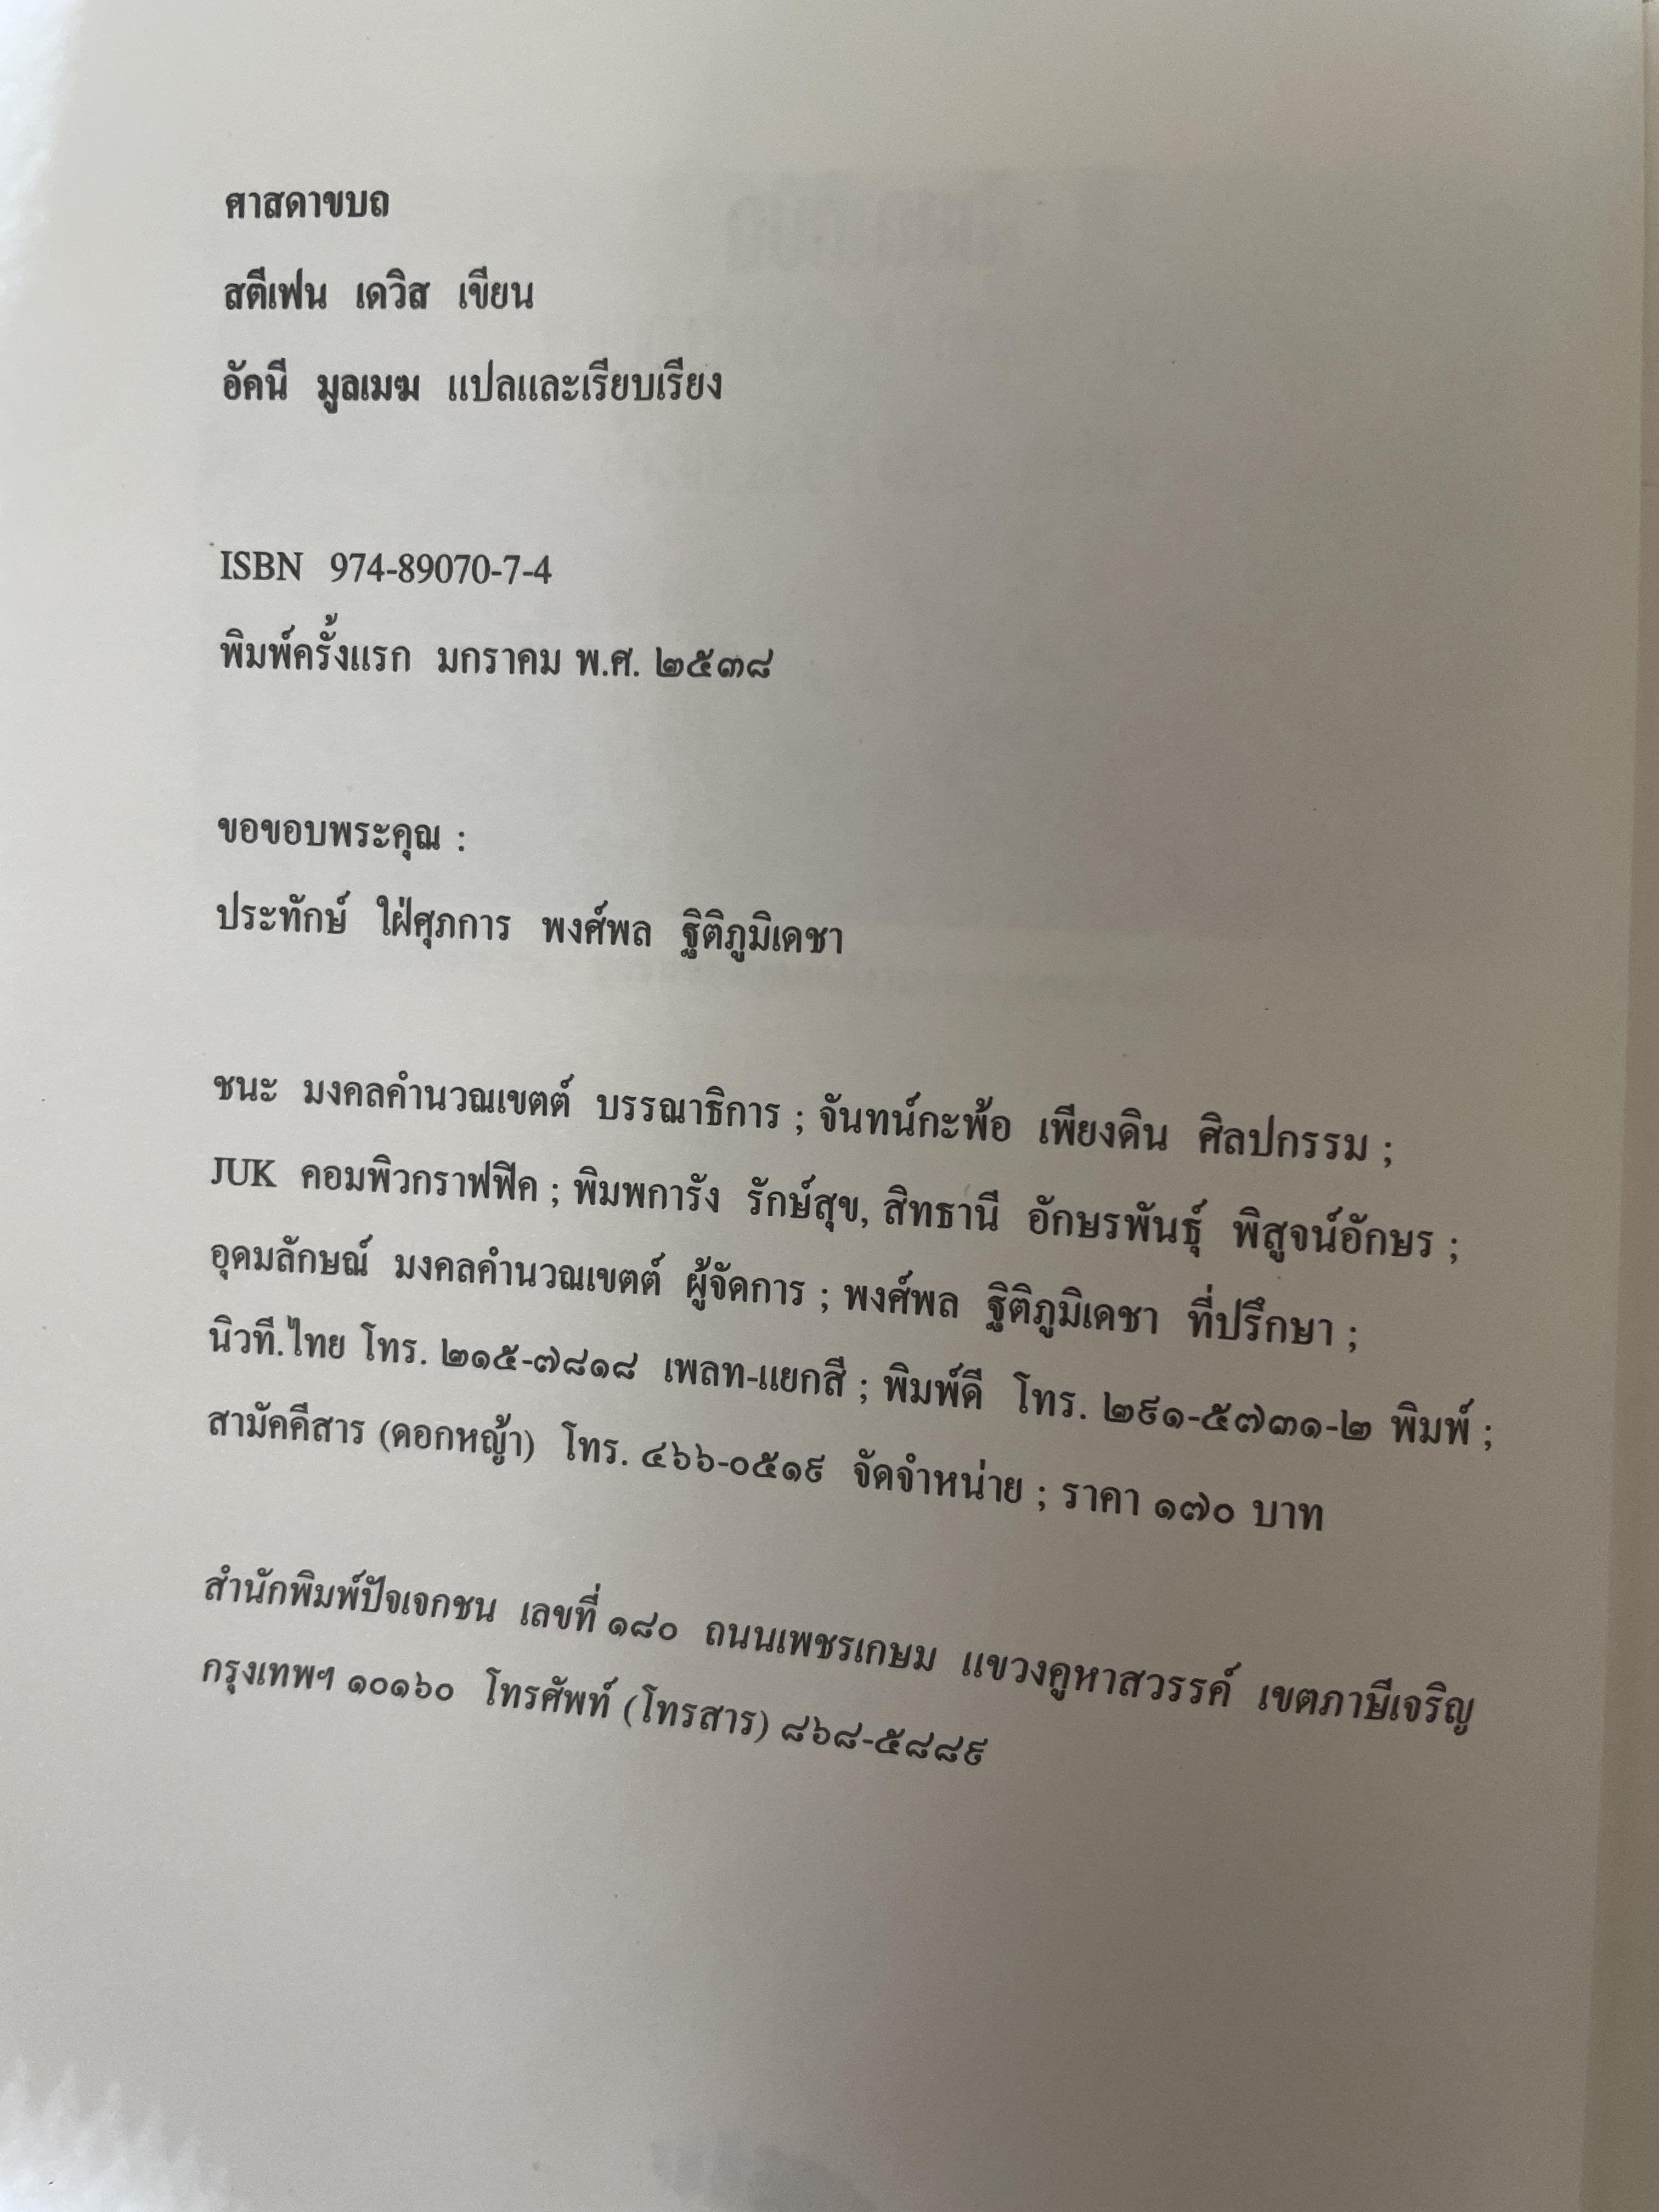 ศาสดาขบถ
สตีเฟน เดวิส เขียน
อัคนี มูลเมฆ แปลและเรียบเรียง
ISBN 974-89070-7-4
พิมพ์ครั้งแรก มกราคม พ.ศ. ๒๕๓๘
ขอขอบพระคุณ :
ประทักษ์ ใฝ่ศุภการ พงศ์พล ฐิติภูมิเดชา
ชนะ มงคลคำนวณเขตต์ บรรณาธิการ ; จันทน์กะพ้อ เพียงดิน ศิลปกรรม ;
JUK คอมพิวกราฟฟิค ; พิมพการัง รักษ์สุข, สิทธานี อักษรพันธุ์ พิสูจน์อักษร ;
อุดมลักษณ์ มงคลคำนวณเขตต์ ผู้จัดการ ; พงศ์พล ฐิติภูมิเดชา ที่ปรึกษา ;
นิวที.ไทย โทร. ๒๑๕-๗๘๑๘ เพลท-แยกสี ; พิมพ์ดี โทร. ๒๙๑-๕๗๓๑-๒ พิมพ์ ;
สามัคคีสาร (ดอกหญ้า) โทร. ๔๖๖-๐๕๑๙ จัดจำหน่าย ; ราคา ๑๗๐ บาท
สำนักพิมพ์ปัจเจกชน เลขที่ ๑๘๐ ถนนเพชรเกษม แขวงคูหาสวรรค์ เขตภาษีเจริญ
กรุงเทพฯ ๑๐๑๖๐ โทรศัพท์ (โทรสาร) ๘๖๘-๕๘๘๙